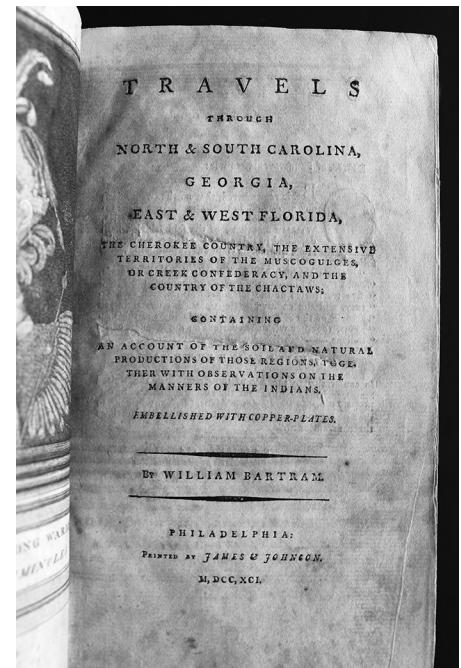 TRAVELS
THROUGH
NORTH & SOUTH CAROLINA,
GEORGIA,
EAST & WEST FLORIDA,
THE CHEROKEE COUNTRY, THE EXTENSIVE
TERRITORIES OF THE MUSCOGULGES,
OR CREEK CONFEDERACY, AND THE
COUNTRY OF THE CHACTAWS;
CONTAINING
AN ACCOUNT OF THE SOIL AND NATURAL
PRODUCTIONS OF THOSE REGIONS, TOGE-
THER WITH OBSERVATIONS ON THE
MANNERS OF THE INDIANS.
EMBELLISHED WITH COPPER-PLATES.
BY WILLIAM BARTRAM.
PHILADELPHIA:
PRINTED BY JAMES & JOHNSON.
M,DCC,XCI.